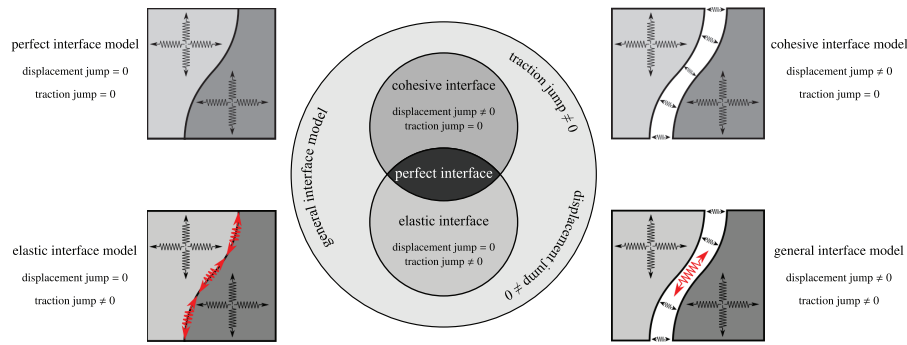 perfect interface model
displacement jump = 0
traction jump = 0
elastic interface model
displacement jump = 0
traction jump ≠ 0
general interface model
traction jump ≠ 0
displacement jump ≠ 0
cohesive interface
displacement jump ≠ 0
traction jump = 0
perfect interface
elastic interface
displacement jump = 0
traction jump ≠ 0
cohesive interface model
displacement jump ≠ 0
traction jump = 0
general interface model
displacement jump ≠ 0
traction jump ≠ 0